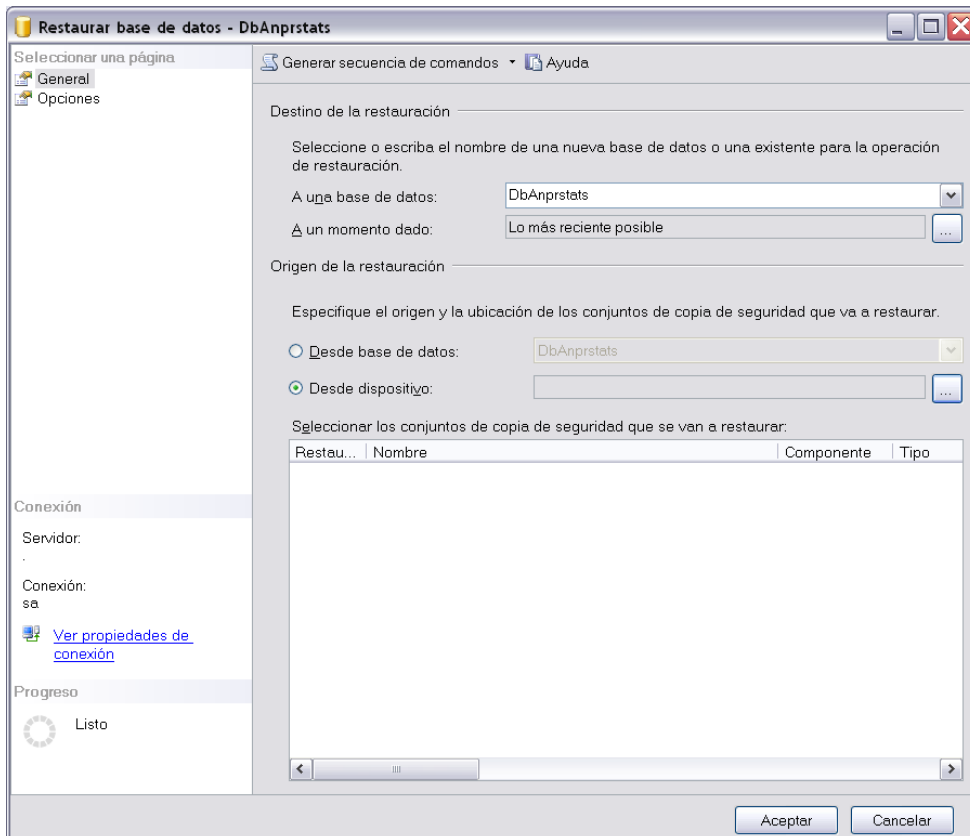 Restaurar base de datos - DbAnprstats
Seleccionar una página
General
Opciones
Generar secuencia de comandos
Ayuda
Destino de la restauración
Seleccione o escriba el nombre de una nueva base de datos o una existente para la operación
de restauración.
A una base de datos:
DbAnprstats
A un momento dado:
Lo más reciente posible
...
Origen de la restauración
Especifique el origen y la ubicación de los conjuntos de copia de seguridad que va a restaurar.
Desde base de datos:
DbAnprstats
Desde dispositivo:
...
Seleccionar los conjuntos de copia de seguridad que se van a restaurar:
Restau...
Nombre
Componente
Tipo
Conexión
Servidor:
.
Conexión:
sa
Ver propiedades de
conexión
Progreso
Listo
Aceptar
Cancelar